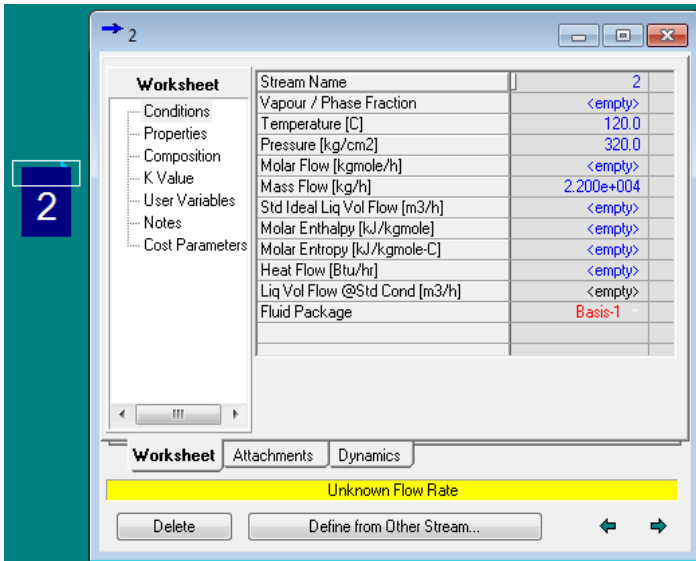 2
2
Worksheet
Conditions
Properties
Composition
K Value
User Variables
Notes
Cost Parameters
Stream Name 2
Vapour / Phase Fraction <empty>
Temperature [C] 120.0
Pressure [kg/cm2] 320.0
Molar Flow [kgmole/h] <empty>
Mass Flow [kg/h] 2.200e+004
Std Ideal Liq Vol Flow [m3/h] <empty>
Molar Enthalpy [kJ/kgmole] <empty>
Molar Entropy [kJ/kgmole-C] <empty>
Heat Flow [Btu/hr] <empty>
Liq Vol Flow @Std Cond [m3/h] <empty>
Fluid Package Basis-1
Worksheet Attachments Dynamics
Unknown Flow Rate
Delete Define from Other Stream...